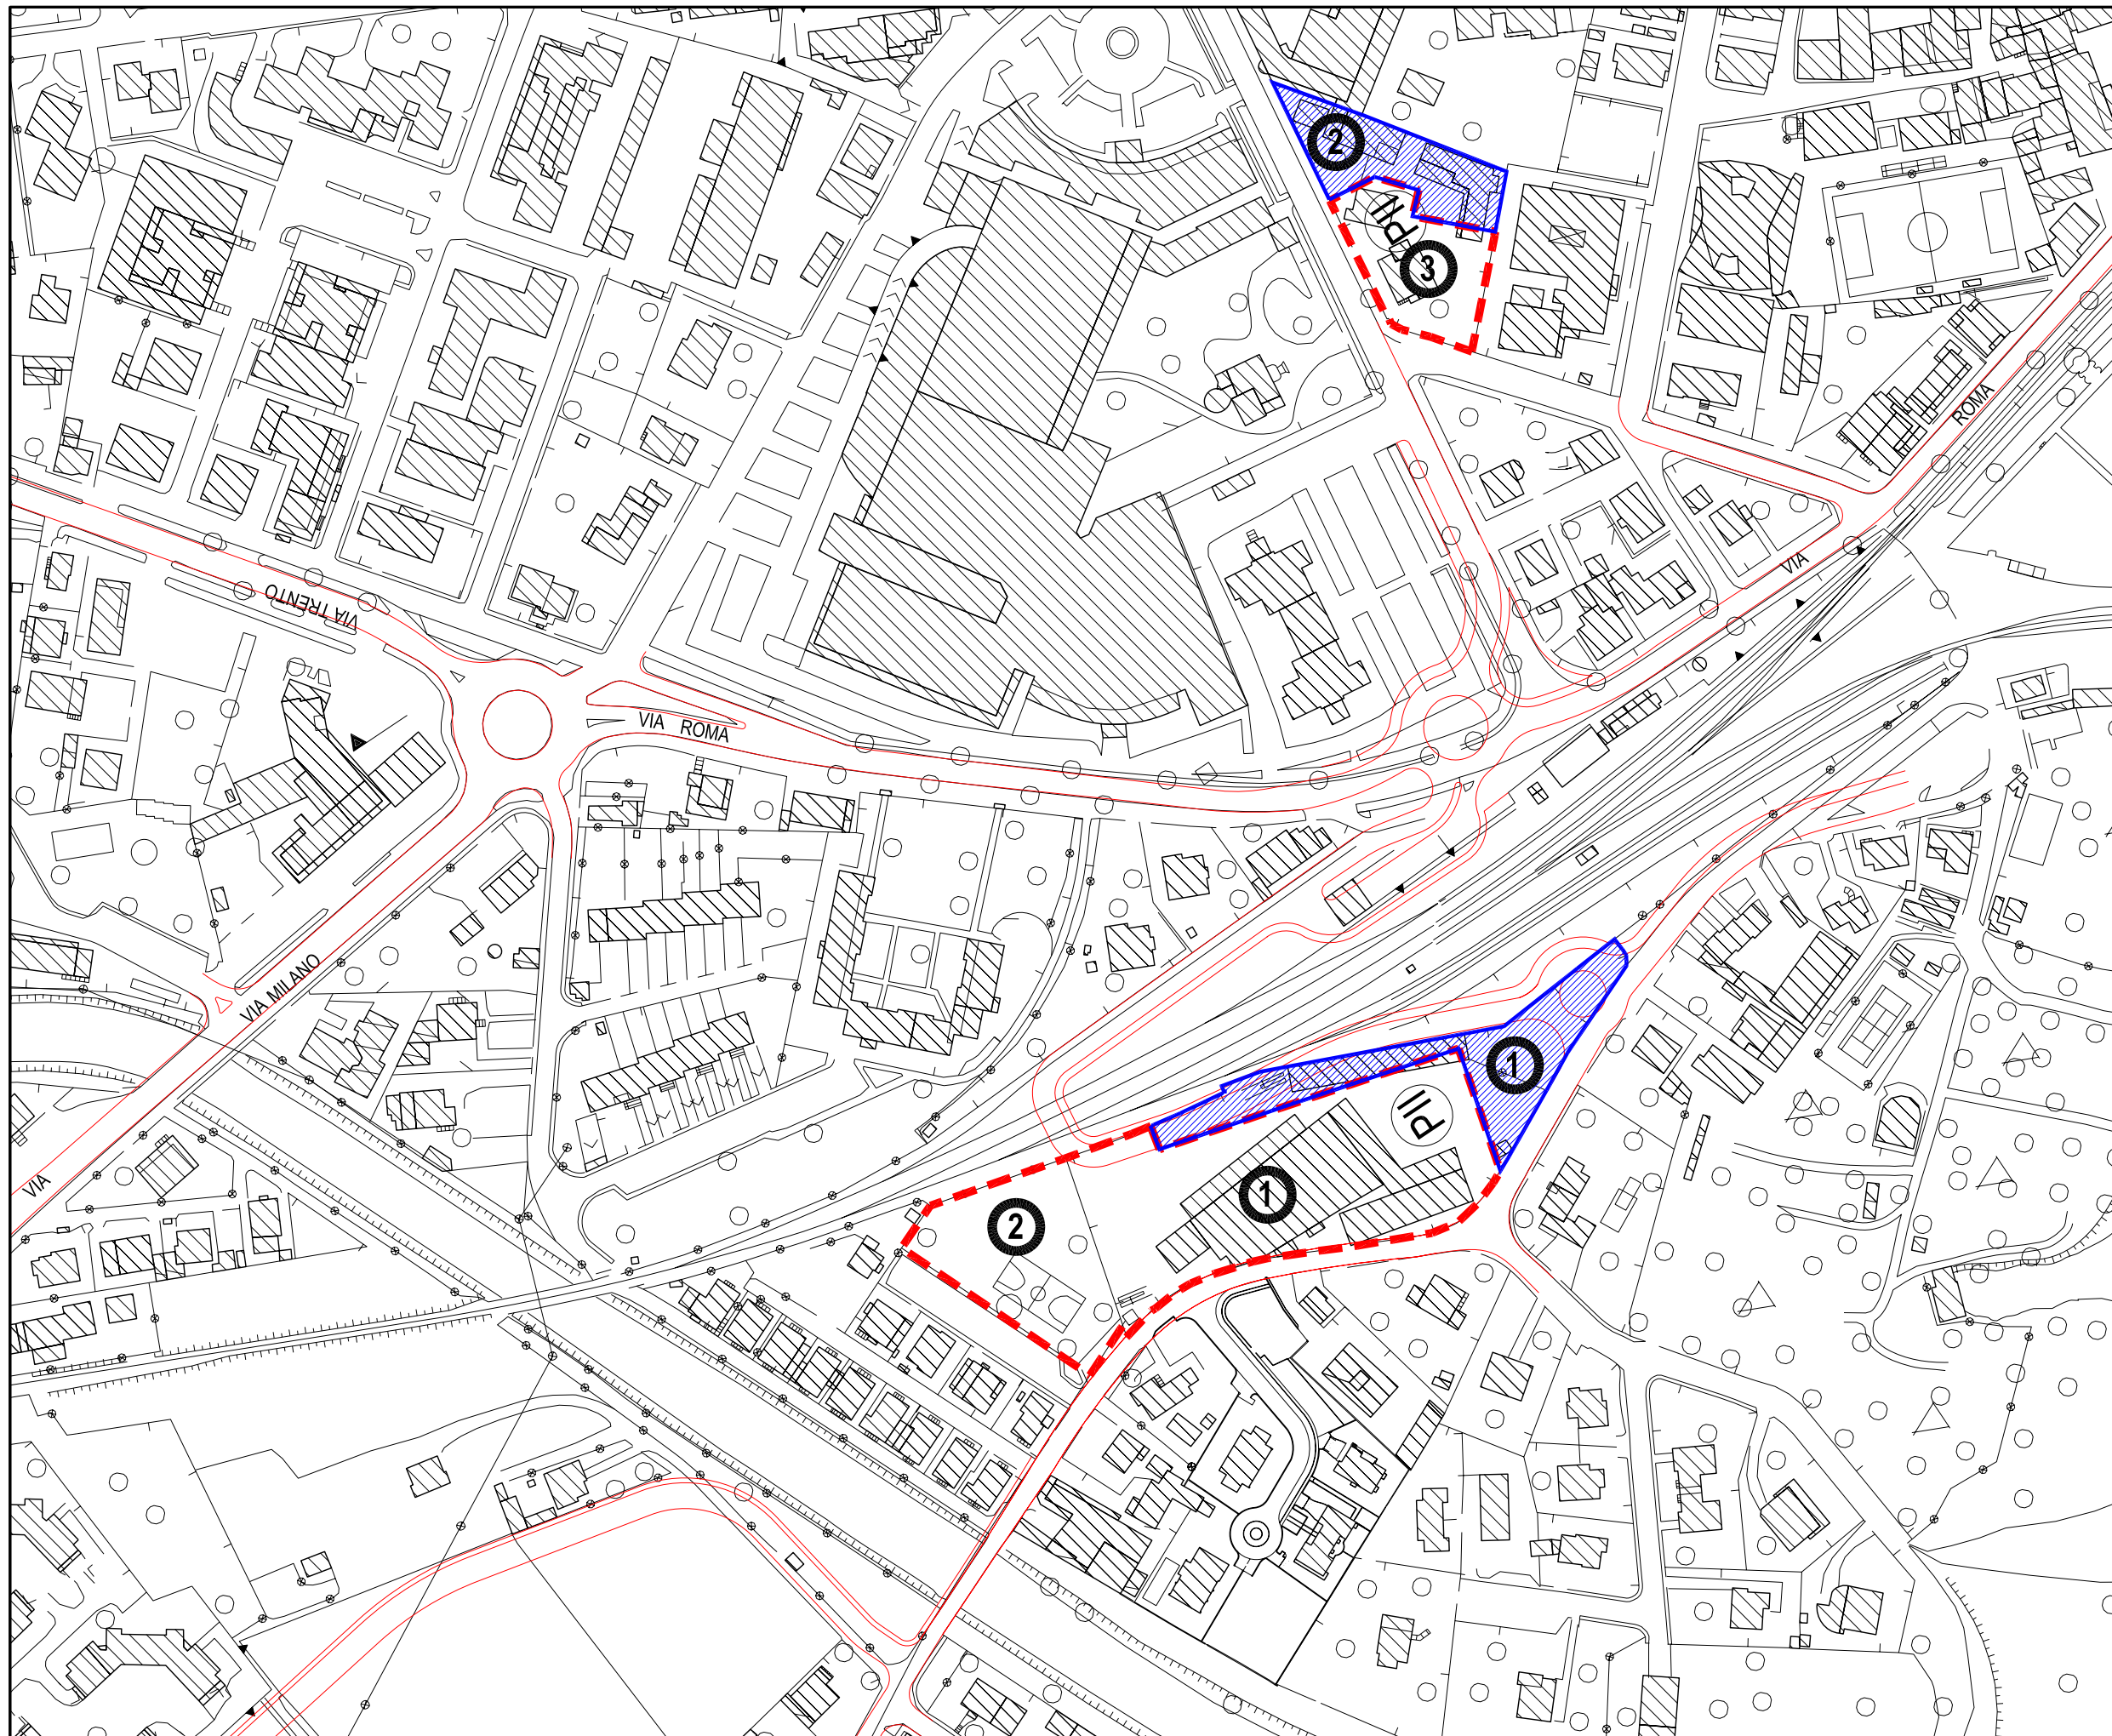 2
PII
3
ROMA
VIA
VIA TRENTO
VIA ROMA
VIA MILANO
1
PII
1
2
VIA